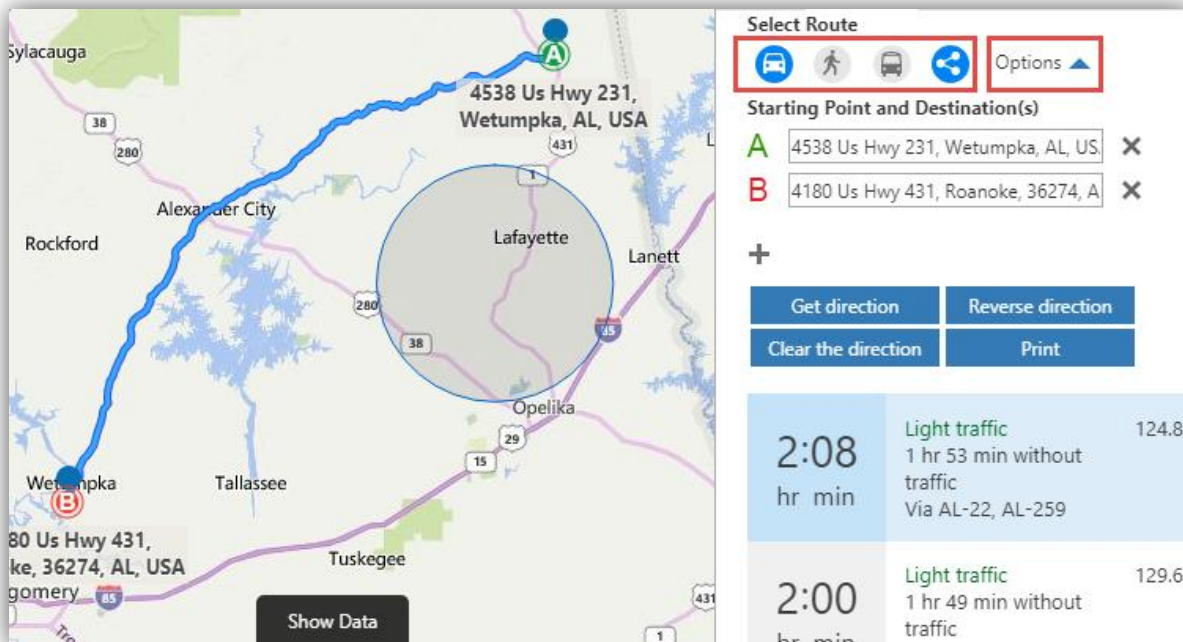 Sylacauga
A
4538 Us Hwy 231,
Wetumpka, AL, USA
38
280
431
1
Alexander City
Rockford
Lafayette
Lanett
280
85
38
Opelika
29
15
Wetumpka
B
Tallassee
80 Us Hwy 431,
ke, 36274, AL, USA
gomery
85
Tuskegee
431
1
Show Data
Select Route
Options
Starting Point and Destination(s)
A 4538 Us Hwy 231, Wetumpka, AL, US.
B 4180 Us Hwy 431, Roanoke, 36274, A
+
Get direction Reverse direction
Clear the direction Print
2:08
hr min
Light traffic 124.8
1 hr 53 min without
traffic
Via AL-22, AL-259
2:00
hr min
Light traffic 129.6
1 hr 49 min without
traffic